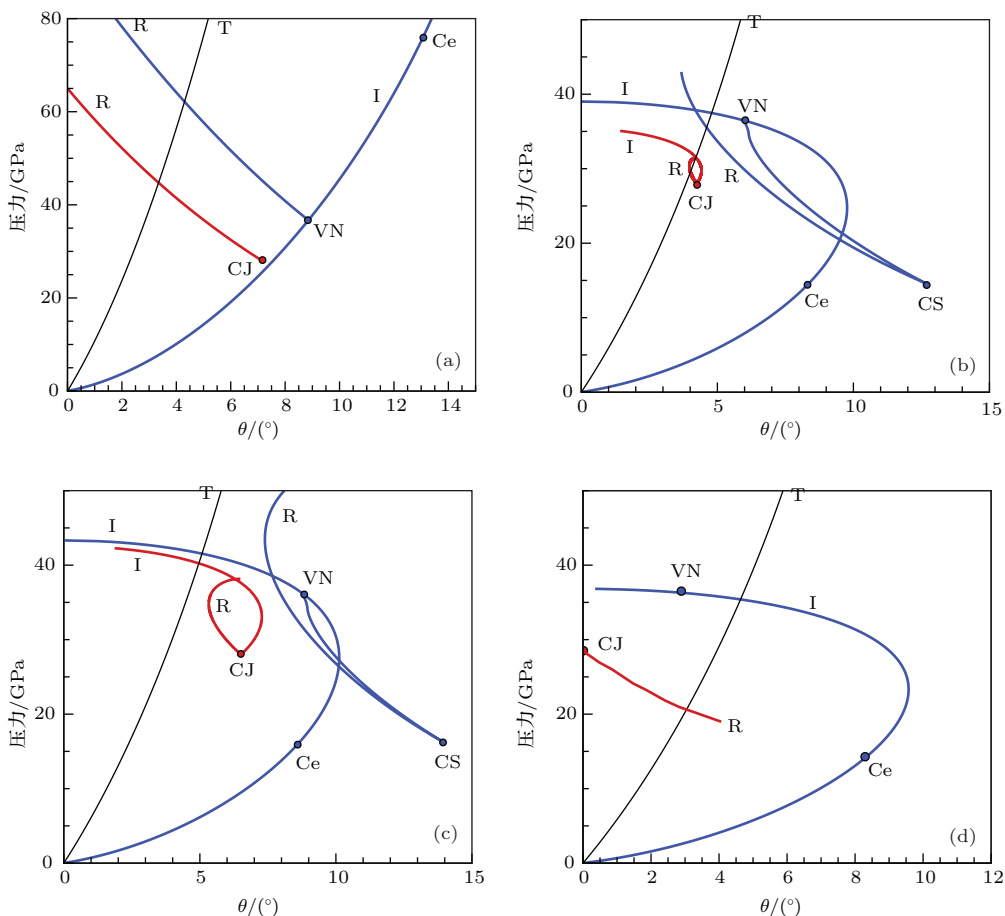 80
60
40
20
0
压力/GPa
R
T
Ce
I
R
VN
CJ
(a)
0
2
4
6
8
10
12
14
θ/(°)
40
20
0
压力/GPa
T
I
VN
I
R
R
CJ
Ce
CS
(b)
0
5
10
15
θ/(°)
40
20
0
压力/GPa
T
R
I
I
VN
R
CJ
Ce
CS
(c)
0
5
10
15
θ/(°)
40
20
0
压力/GPa
T
VN
I
CJ
R
Ce
(d)
0
2
4
6
8
10
12
θ/(°)